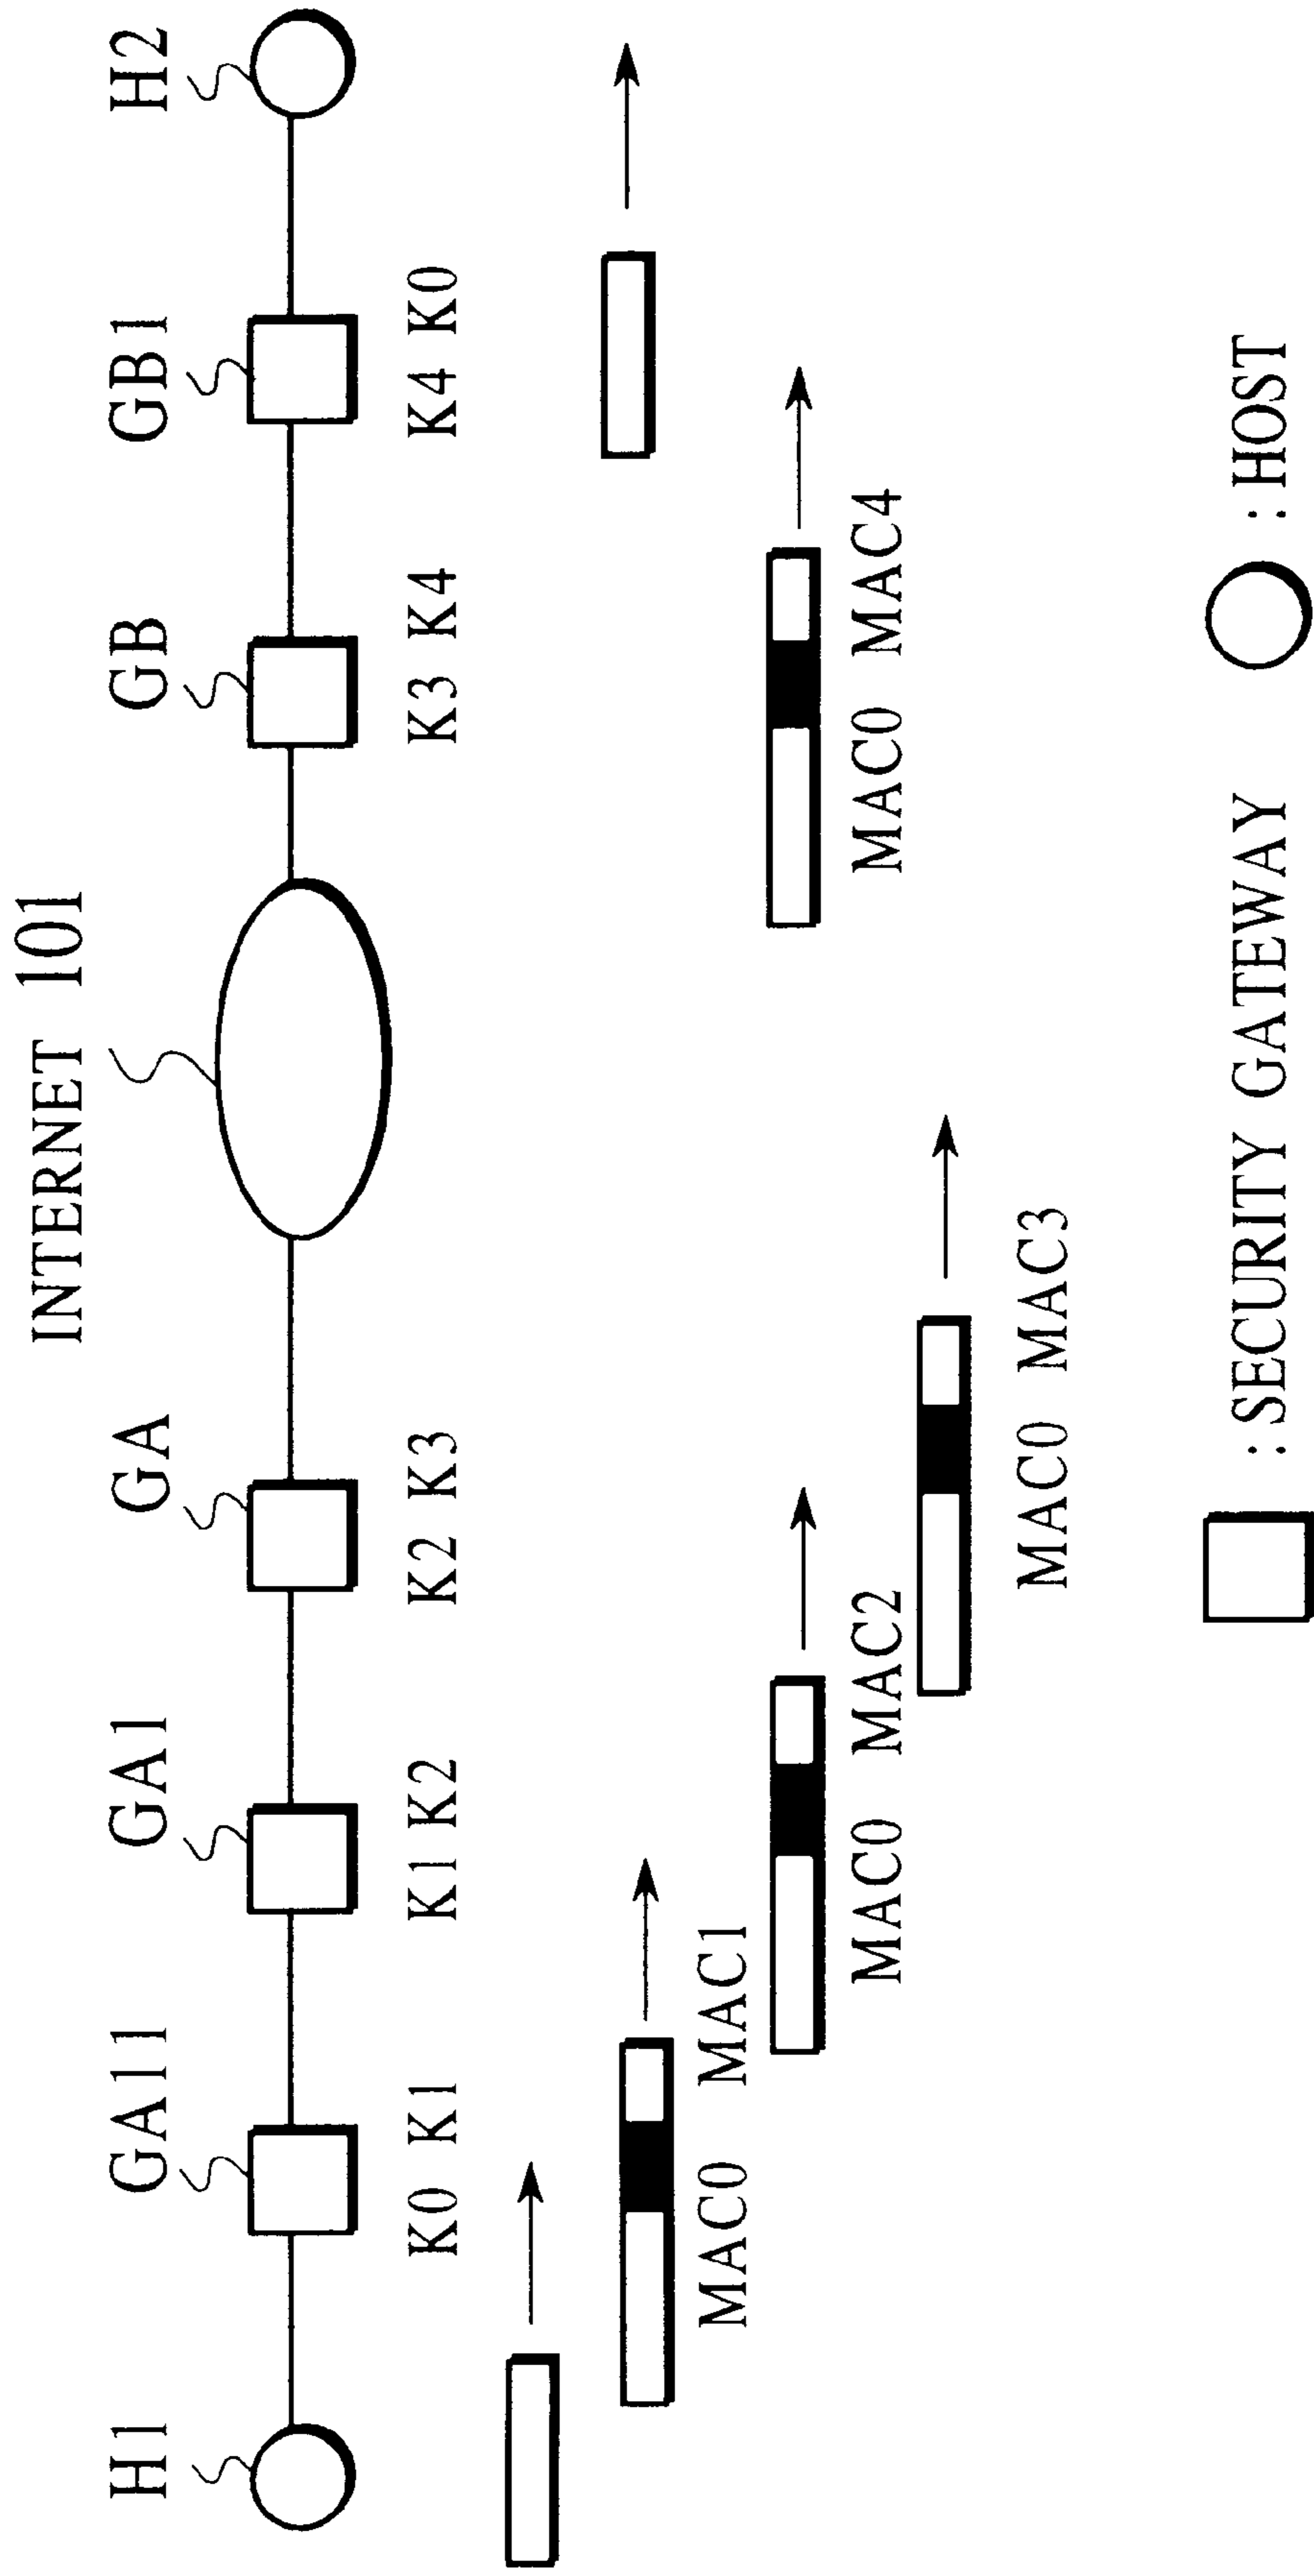 INTERNET 101
H1 GA11 GA1 GA GB GB1 H2
K0 K1 K1 K2 K2 K3 K3 K4 K4 K0
MAC0 MAC1
MAC0 MAC2 MAC0 MAC4
MAC0 MAC3
: SECURITY GATEWAY : HOST